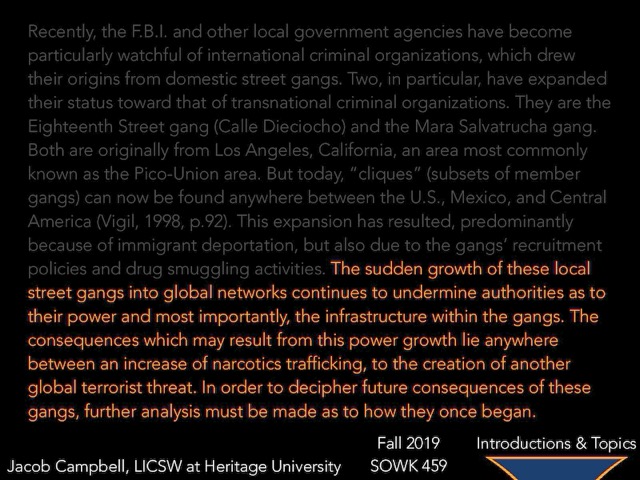 Recently, the F.B.I. and other local government agencies have become
particularly watchful of international criminal organizations, which drew
their origins from domestic street gangs. Two, in particular, have expanded
their status toward that of transnational criminal organizations. They are the
Eighteenth Street gang (Calle Dieciocho) and the Mara Salvatrucha gang.
Both are originally from Los Angeles, California, an area most commonly
known as the Pico-Union area. But today, “cliques” (subsets of member
gangs) can now be found anywhere between the U.S., Mexico, and Central
America (Vigil, 1998, p.92). This expansion has resulted, predominantly
because of immigrant deportation, but also due to the gangs’ recruitment
policies and drug smuggling activities. The sudden growth of these local
street gangs into global networks continues to undermine authorities as to
their power and most importantly, the infrastructure within the gangs. The
consequences which may result from this power growth lie anywhere
between an increase of narcotics trafficking, to the creation of another
global terrorist threat. In order to decipher future consequences of these
gangs, further analysis must be made as to how they once began.
Fall 2019 Introductions & Topics
Jacob Campbell, LICSW at Heritage University SOWK 459